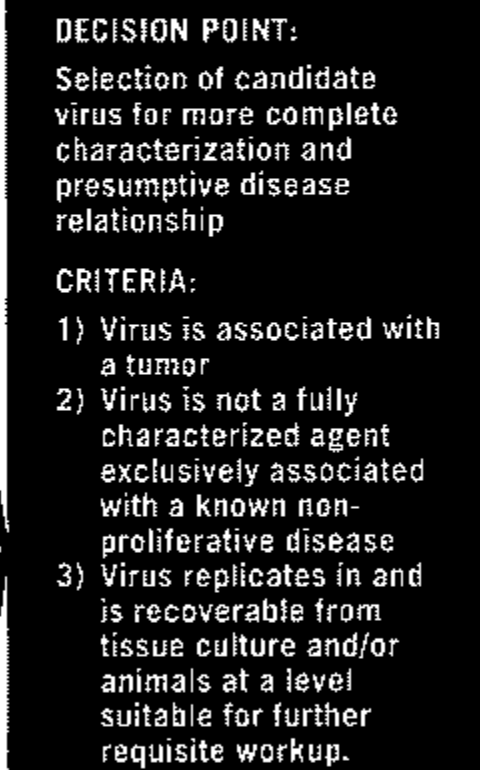 DECISION POINT:
Selection of candidate
virus for more complete
characterization and
presumptive disease
relationship
CRITERIA:
1) Virus is associated with
a tumor
2) Virus is not a fully
characterized agent
exclusively associated
with a known non-
proliferative disease
3) Virus replicates in and
is recoverable from
tissue culture and/or
animals at a level
suitable for further
requisite workup.